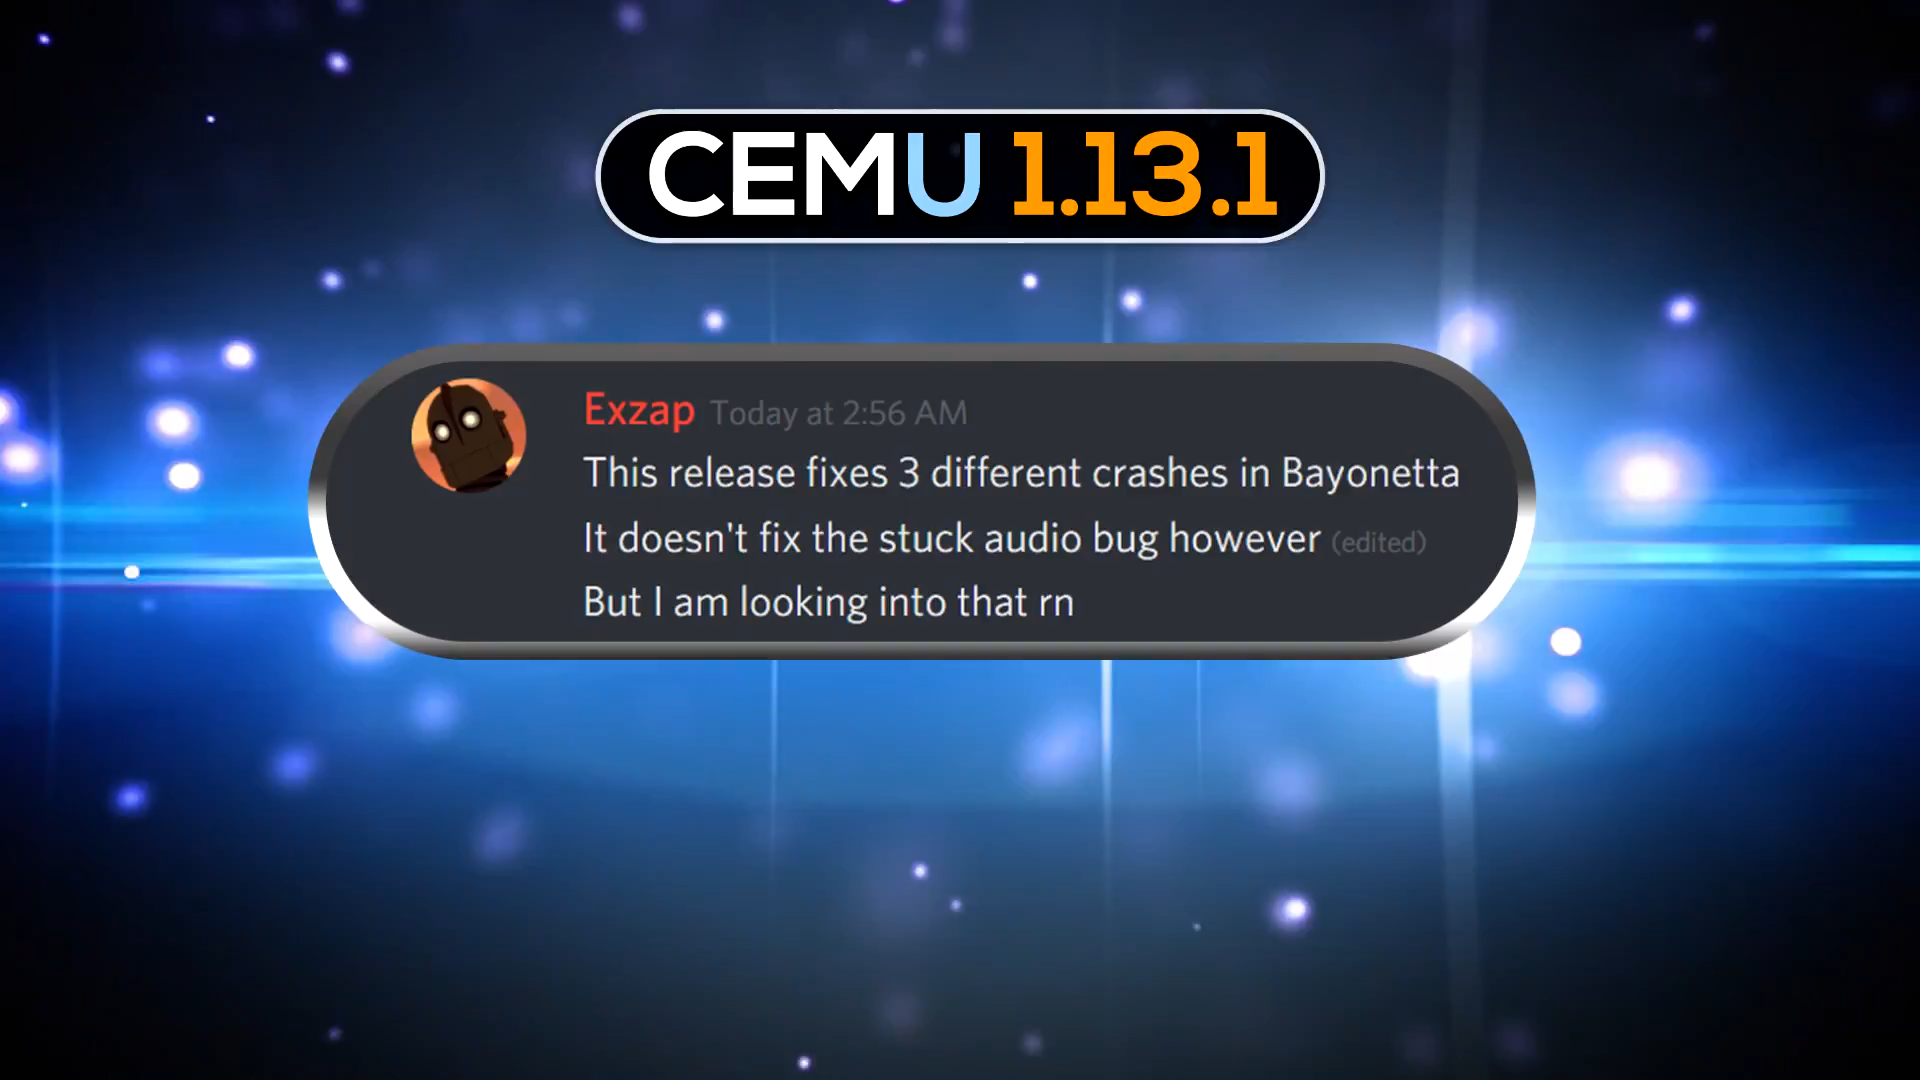 CEMU 1.13.1
Exzap Today at 2:56 AM
This release fixes 3 different crashes in Bayonetta
It doesn't fix the stuck audio bug however (edited)
But I am looking into that rn